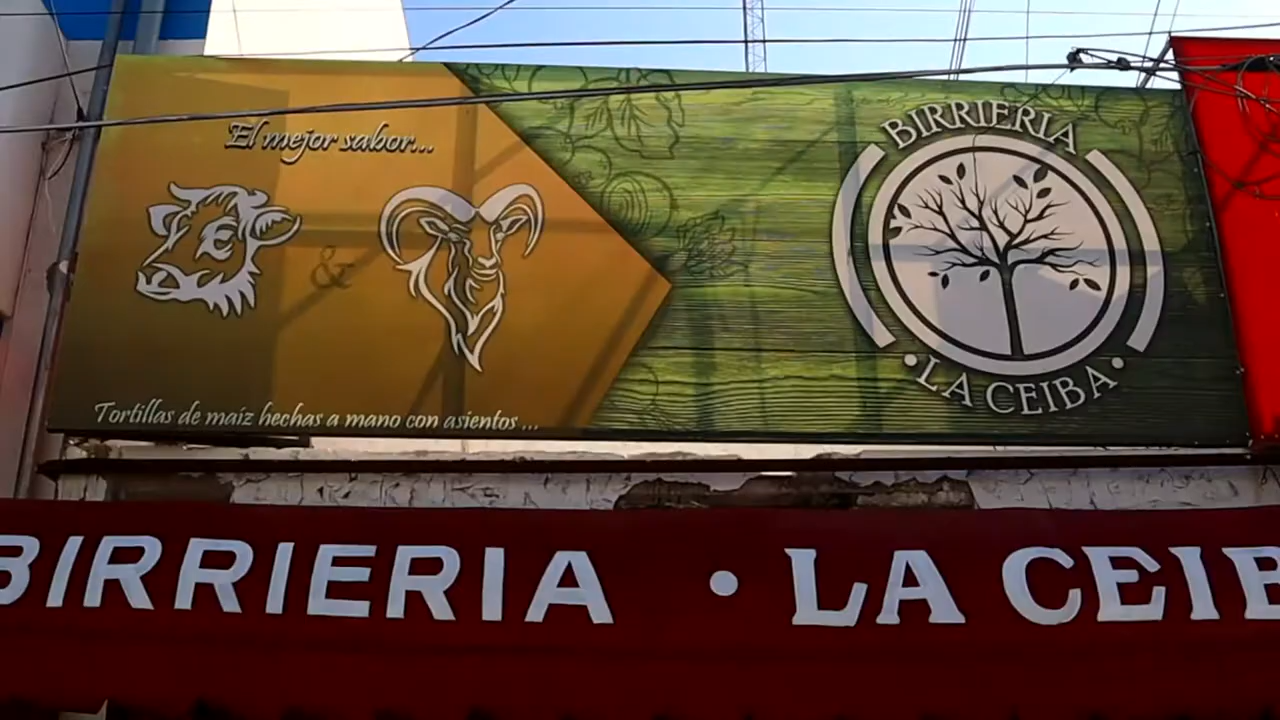 El mejor sabor...
&
Tortillas de maíz hechas a mano con asientos ...
BIRRIERIA
• LA CEIBA •
BIRRIERIA • LA CEIB